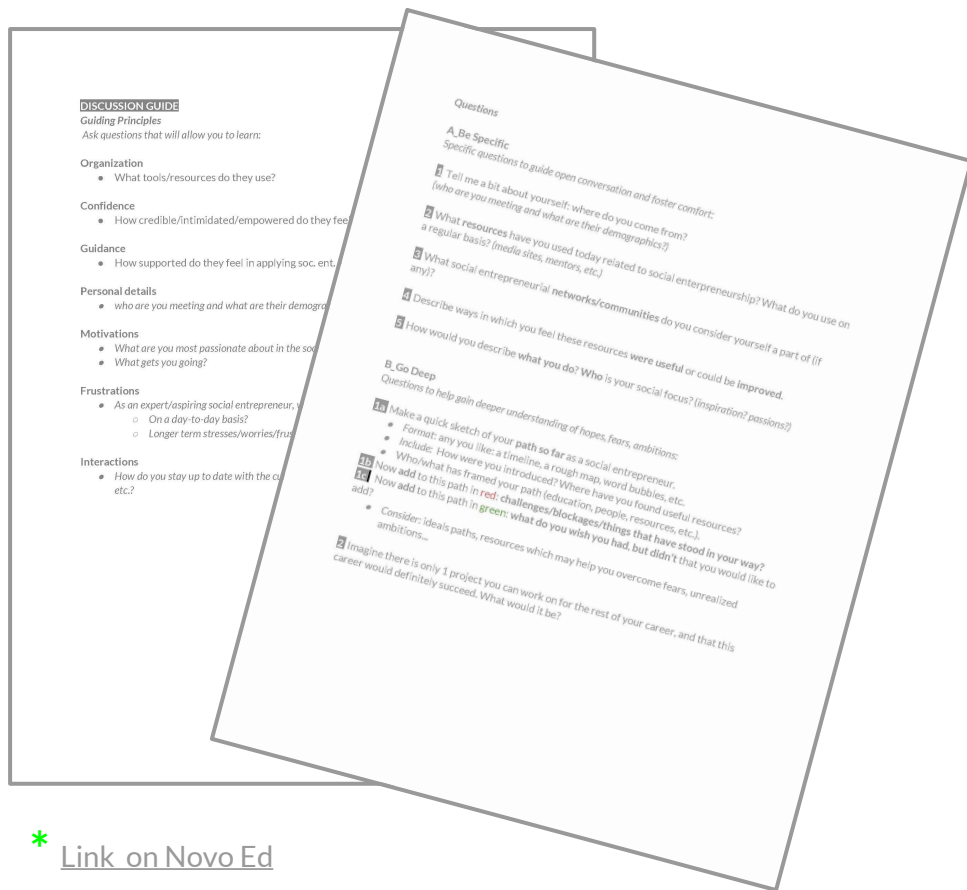 DISCUSSION GUIDE
Guiding Principles
Ask questions that will allow you to learn:
Organization
• What tools/resources do they use?
Confidence
• How credible/intimidated/empowered do they fee
Guidance
• How supported do they feel in applying soc. ent.
Personal details
• who are you meeting and what are their demogra
Motivations
• What are you most passionate about in the soc
• What gets you going?
Frustrations
• As an expert/aspiring social entrepreneur,
○ On a day-to-day basis?
○ Longer term stresses/worries/frus
Interactions
• How do you stay up to date with the cu
etc.?
Questions
A_Be Specific
Specific questions to guide open conversation and foster comfort:
1 Tell me a bit about yourself: where do you come from?
(who are you meeting and what are their demographics?)
2 What resources have you used today related to social enterpreneurship? What do you use on
a regular basis? (media sites, mentors, etc.)
3 What social entrepreneurial networks/communities do you consider yourself a part of (if
any)?
4 Describe ways in which you feel these resources were useful or could be improved.
5 How would you describe what you do? Who is your social focus? (inspiration? passions?)
B_Go Deep
Questions to help gain deeper understanding of hopes, fears, ambitions:
1a Make a quick sketch of your path so far as a social entrepreneur.
• Format: any you like: a timeline, a rough map, word bubbles, etc.
• Include: How were you introduced? Where have you found useful resources?
• Who/what has framed your path (education, people, resources, etc.).
1b Now add to this path in red: challenges/blockages/things that have stood in your way?
1c Now add to this path in green: what do you wish you had, but didn't that you would like to
add?
• Consider: ideals paths, resources which may help you overcome fears, unrealized
ambitions...
2 Imagine there is only 1 project you can work on for the rest of your career, and that this
career would definitely succeed. What would it be?
* Link on Novo Ed